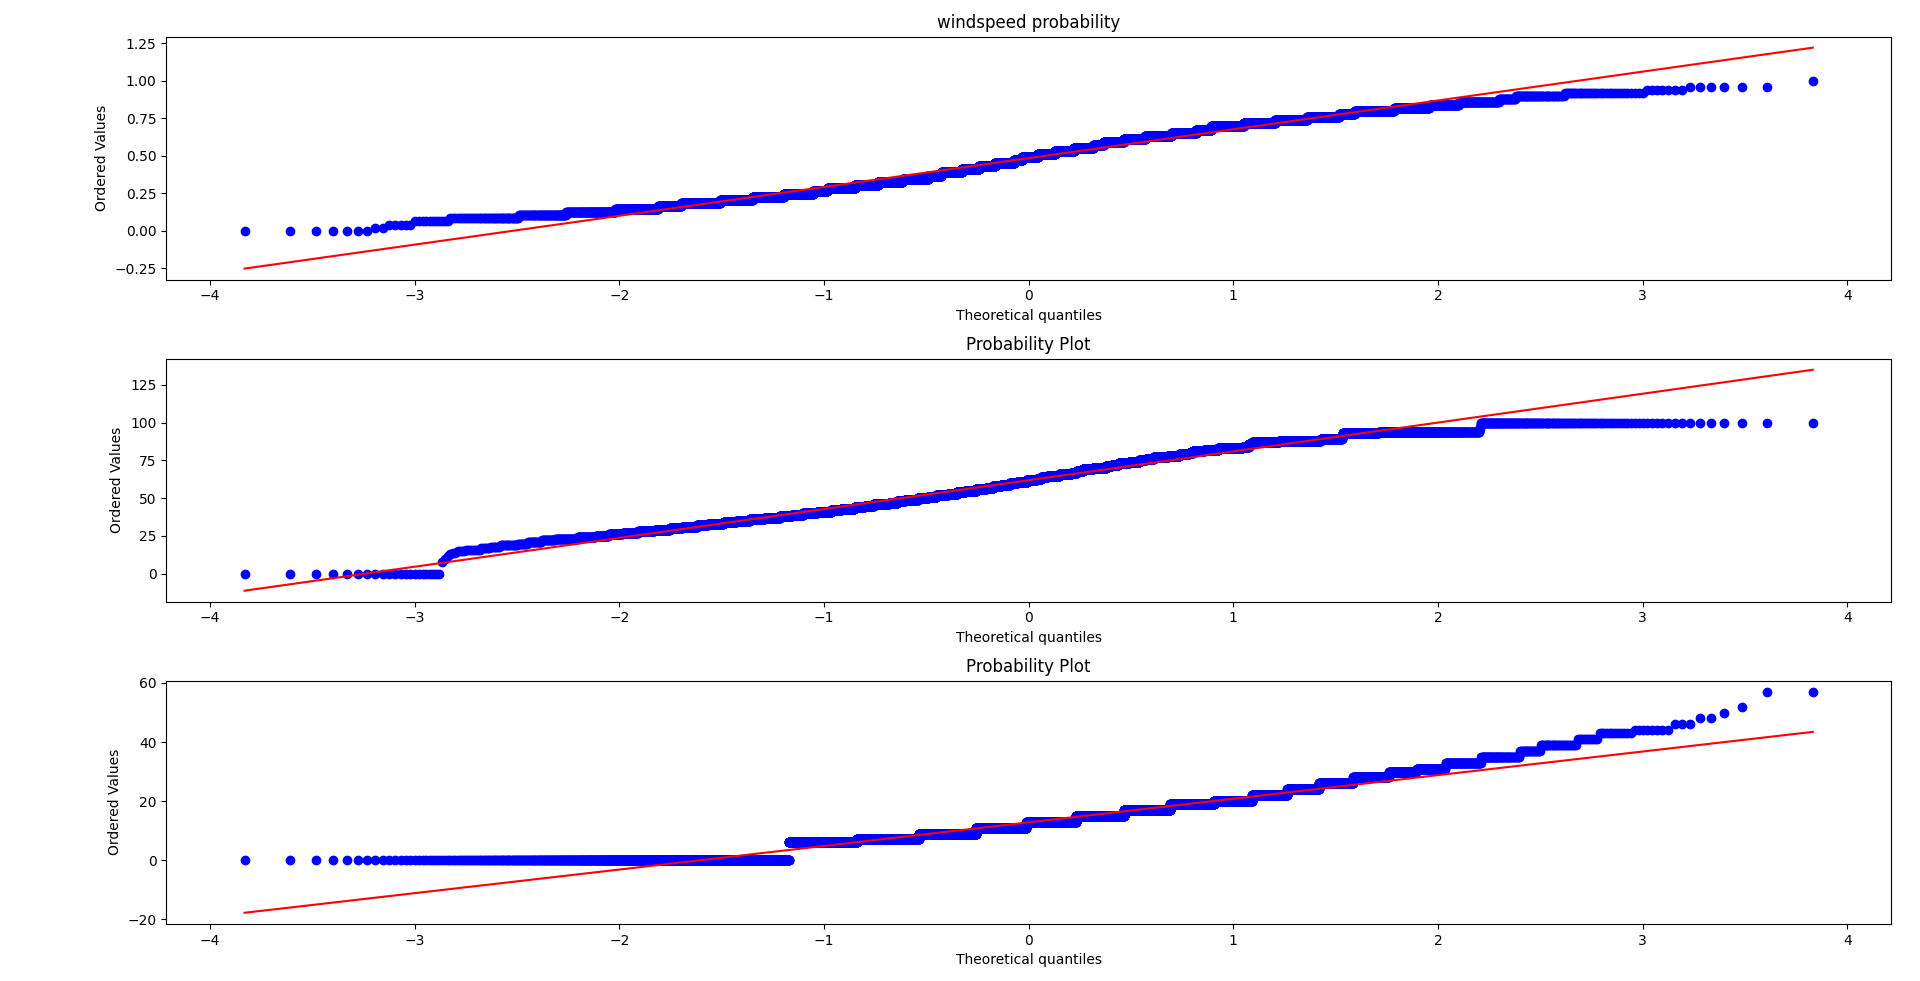 windspeed probability
1.25
1.00
0.75
0.50
0.25
0.00
−0.25
Ordered Values
−4 −3 −2 −1 0 1 2 3 4
Theoretical quantiles
Probability Plot
125
100
75
50
25
0
Ordered Values
−4 −3 −2 −1 0 1 2 3 4
Theoretical quantiles
Probability Plot
60
40
20
0
−20
Ordered Values
−4 −3 −2 −1 0 1 2 3 4
Theoretical quantiles